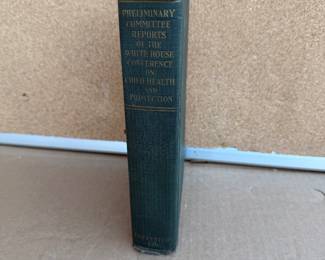 PRELIMINARY
COMMITTEE
REPORTS
OF THE
WHITE HOUSE
CONFERENCE
ON
CHILD HEALTH
AND
PROTECTION